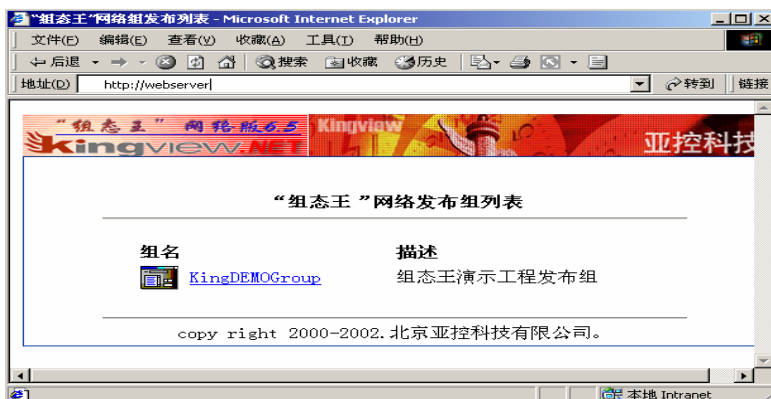 "组态王"网络组发布列表 - Microsoft Internet Explorer
文件(F) 编辑(E) 查看(V) 收藏(A) 工具(T) 帮助(H)
后退 搜索 收藏 历史
地址(D) http://webserver 转到 链接
"组态王" 网络版6.5 Kingview
KingvIEW.NET 亚控科技
“组态王”网络发布组列表
组名 描述
KingDEMOGroup 组态王演示工程发布组
copy right 2000-2002.北京亚控科技有限公司。
本地 Intranet